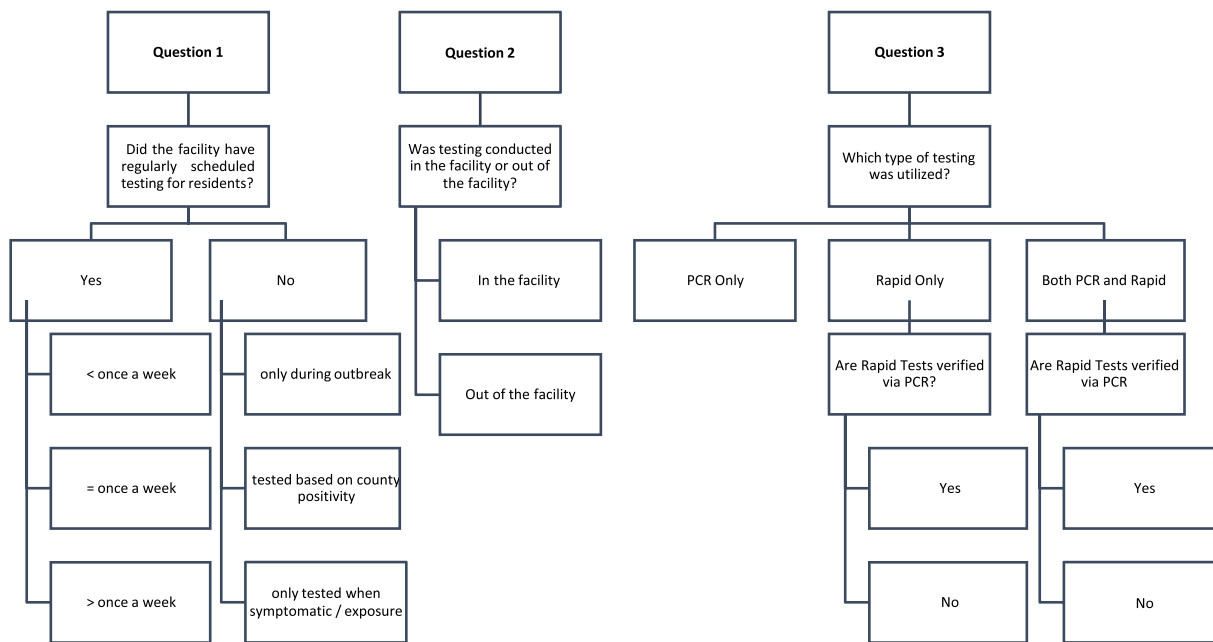 Question 1
Did the facility have
regularly scheduled
testing for residents?
Yes
< once a week
= once a week
> once a week
No
only during outbreak
tested based on county
positivity
only tested when
symptomatic / exposure
Question 2
Was testing conducted
in the facility or out of
the facility?
In the facility
Out of the facility
Question 3
Which type of testing
was utilized?
PCR Only
Rapid Only
Are Rapid Tests verified
via PCR?
Yes
No
Both PCR and Rapid
Are Rapid Tests verified
via PCR
Yes
No